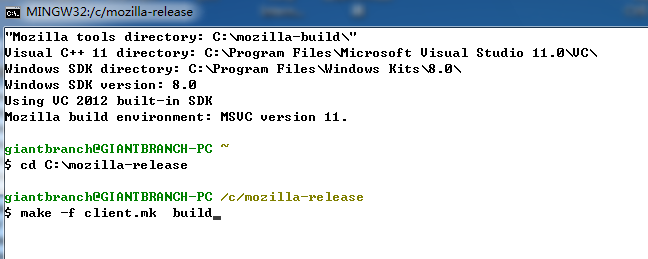 MINGW32:/c/mozilla-release
"Mozilla tools directory: C:\mozilla-build\"
Visual C++ 11 directory: C:\Program Files\Microsoft Visual Studio 11.0\VC\
Windows SDK directory: C:\Program Files\Windows Kits\8.0\
Windows SDK version: 8.0
Using VC 2012 built-in SDK
Mozilla build environment: MSVC version 11.
giantbranch@GIANTBRANCH-PC ~
$ cd C:\mozilla-release
giantbranch@GIANTBRANCH-PC /c/mozilla-release
$ make -f client.mk  build